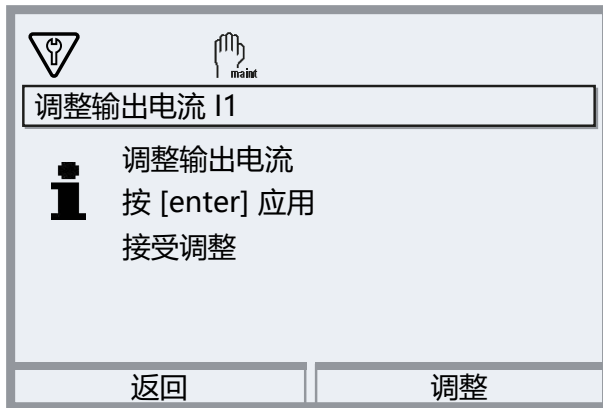 maint
调整输出电流 I1
调整输出电流
按 [enter] 应用
接受调整
返回
调整